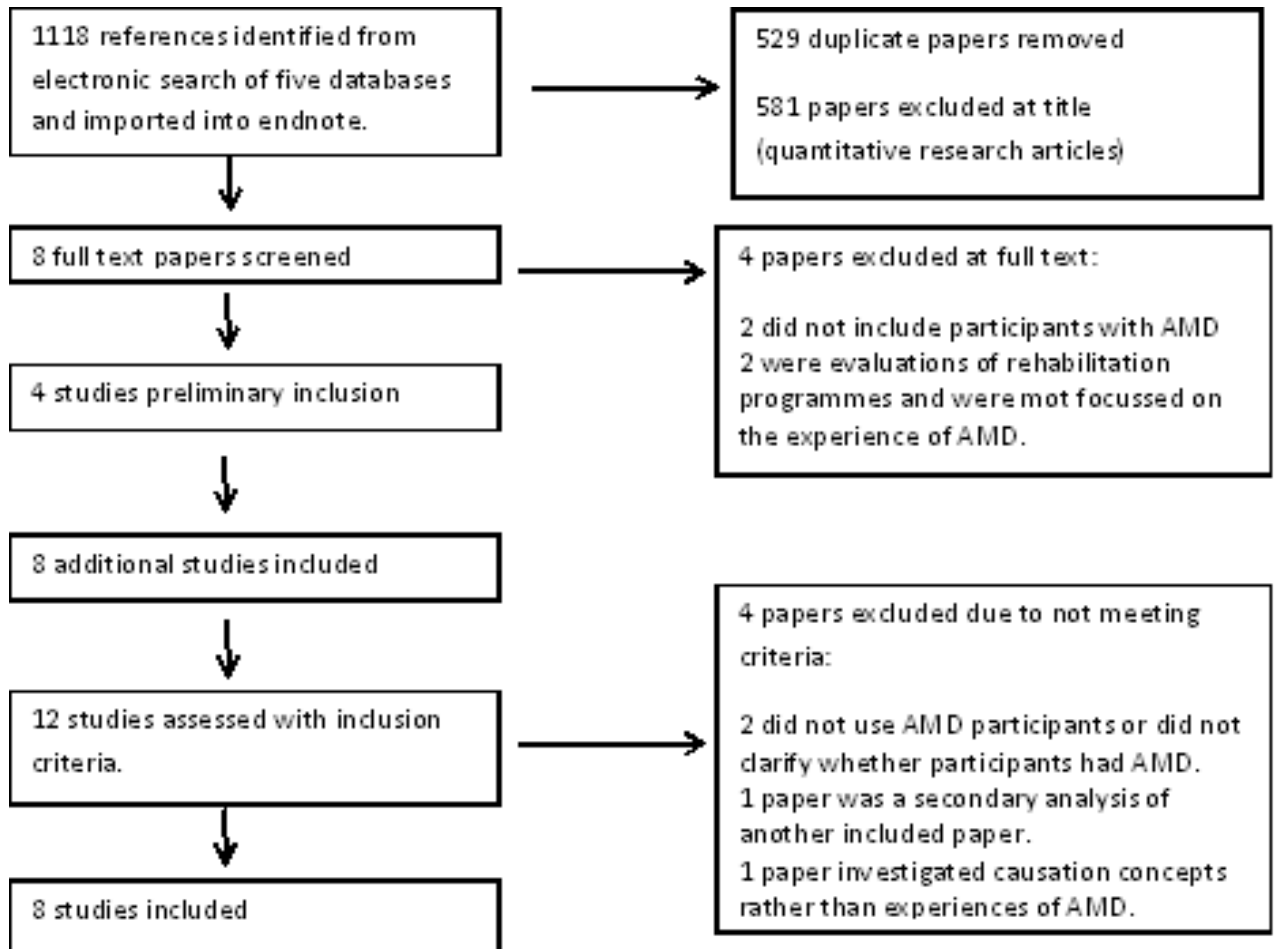 1118 references identified from
electronic search of five databases
and imported into endnote.
529 duplicate papers removed
581 papers excluded at title
(quantitative research articles)
8 full text papers screened
4 papers excluded at full text:
2 did not include participants with AMD
2 were evaluations of rehabilitation
programmes and were mot focussed on
the experience of AMD.
4 studies preliminary inclusion
8 additional studies included
12 studies assessed with inclusion
criteria.
4 papers excluded due to not meeting
criteria:
2 did not use AMD participants or did not
clarify whether participants had AMD.
1 paper was a secondary analysis of
another included paper.
1 paper investigated causation concepts
rather than experiences of AMD.
8 studies included